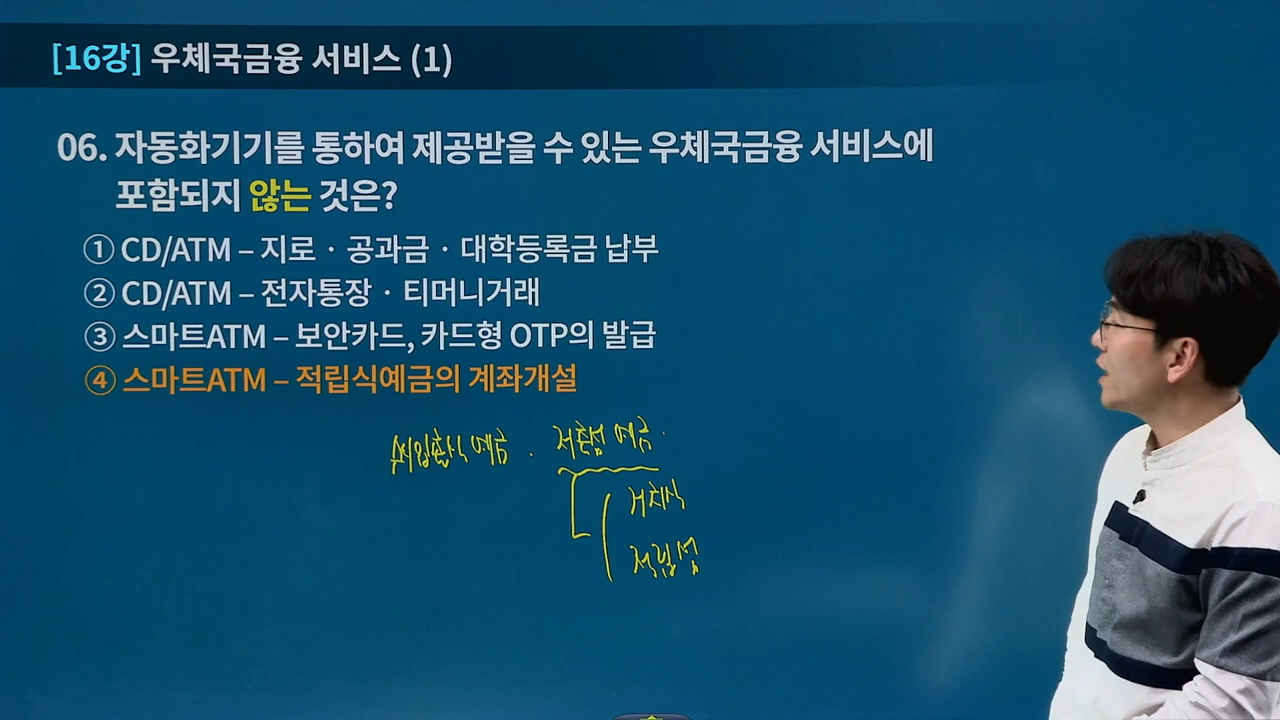 [16강] 우체국금융 서비스 (1)
06. 자동화기기를 통하여 제공받을 수 있는 우체국금융 서비스에
포함되지 않는 것은?
① CD/ATM – 지로 · 공과금 · 대학등록금 납부
② CD/ATM – 전자통장 · 티머니거래
③ 스마트ATM – 보안카드, 카드형 OTP의 발급
④ 스마트ATM – 적립식예금의 계좌개설
예금 . 저축성 예금.
거치식
적립성